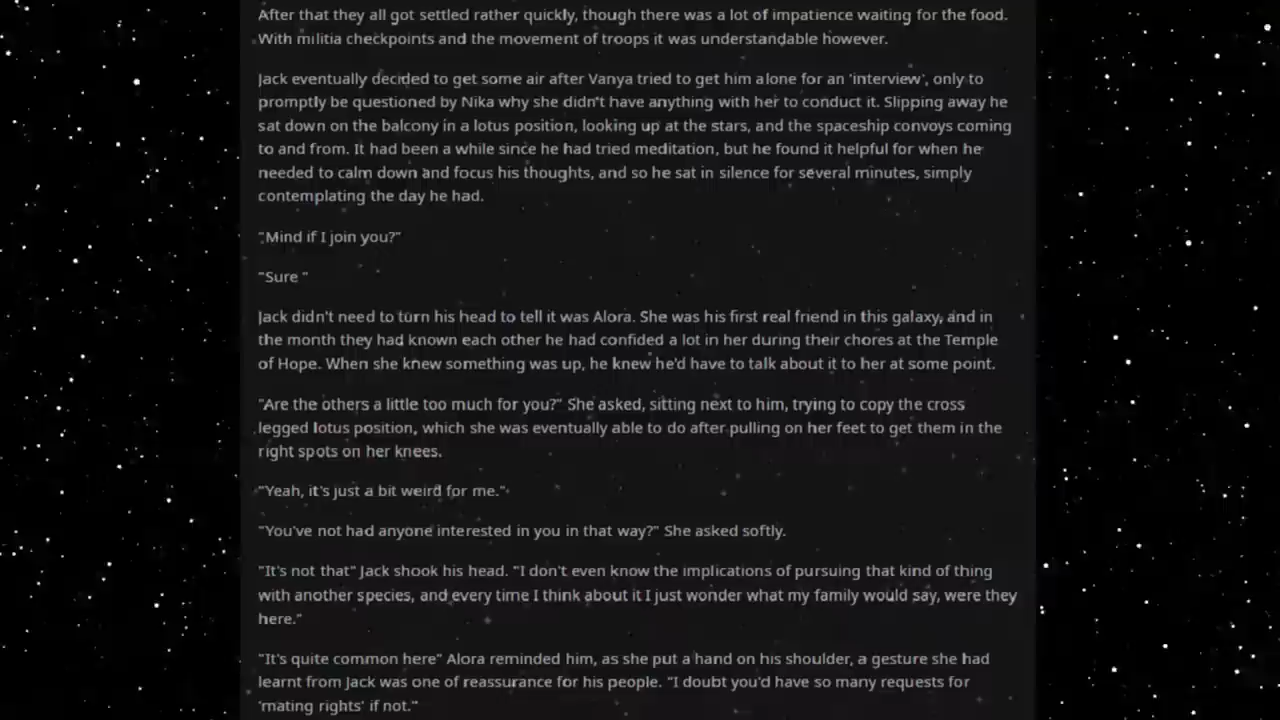 After that they all got settled rather quickly, though there was a lot of impatience waiting for the food.
With militia checkpoints and the movement of troops it was understandable however.
Jack eventually decided to get some air after Vanya tried to get him alone for an 'interview', only to
promptly be questioned by Nika why she didn't have anything with her to conduct it. Slipping away he
sat down on the balcony in a lotus position, looking up at the stars, and the spaceship convoys coming
to and from. It had been a while since he had tried meditation, but he found it helpful for when he
needed to calm down and focus his thoughts, and so he sat in silence for several minutes, simply
contemplating the day he had.
"Mind if I join you?"
"Sure "
Jack didn't need to turn his head to tell it was Alora. She was his first real friend in this galaxy, and in
the month they had known each other he had confided a lot in her during their chores at the Temple
of Hope. When she knew something was up, he knew he'd have to talk about it to her at some point.
"Are the others a little too much for you?" She asked, sitting next to him, trying to copy the cross
legged lotus position, which she was eventually able to do after pulling on her feet to get them in the
right spots on her knees.
"Yeah, it's just a bit weird for me."
"You've not had anyone interested in you in that way?" She asked softly.
"It's not that" Jack shook his head. "I don't even know the implications of pursuing that kind of thing
with another species, and every time I think about it I just wonder what my family would say, were they
here."
"It's quite common here" Alora reminded him, as she put a hand on his shoulder, a gesture she had
learnt from Jack was one of reassurance for his people. "I doubt you'd have so many requests for
'mating rights' if not."